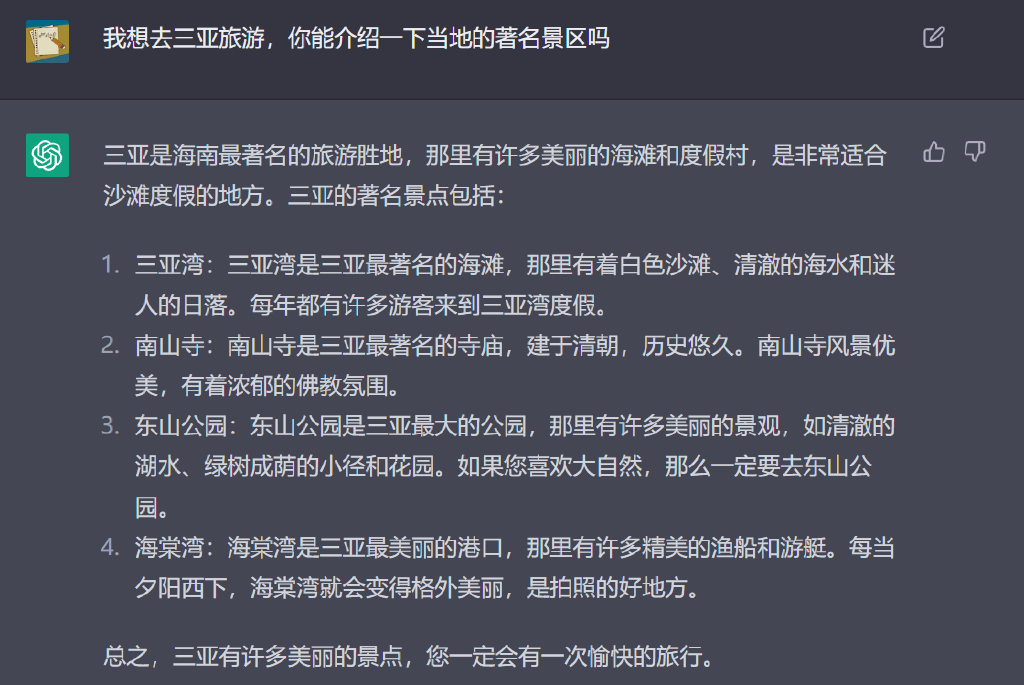 我想去三亚旅游，你能介绍一下当地的著名景区吗
三亚是海南最著名的旅游胜地，那里有许多美丽的海滩和度假村，是非常适合
沙滩度假的地方。三亚的著名景点包括：
1. 三亚湾：三亚湾是三亚最著名的海滩，那里有着白色沙滩、清澈的海水和迷
人的日落。每年都有许多游客来到三亚湾度假。
2. 南山寺：南山寺是三亚最著名的寺庙，建于清朝，历史悠久。南山寺风景优
美，有着浓郁的佛教氛围。
3. 东山公园：东山公园是三亚最大的公园，那里有许多美丽的景观，如清澈的
湖水、绿树成荫的小径和花园。如果您喜欢大自然，那么一定要去东山公
园。
4. 海棠湾：海棠湾是三亚最美丽的港口，那里有许多精美的渔船和游艇。每当
夕阳西下，海棠湾就会变得格外美丽，是拍照的好地方。
总之，三亚有许多美丽的景点，您一定会有一次愉快的旅行。